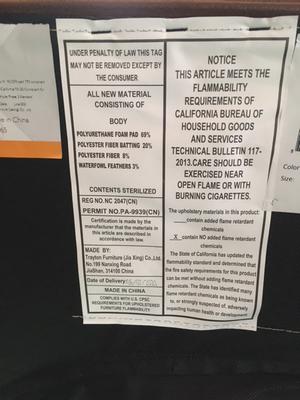 UNDER PENALTY OF LAW THIS TAG
MAY NOT BE REMOVED EXCEPT BY
THE CONSUMER
ALL NEW MATERIAL
CONSISTING OF
BODY
POLYURETHANE FOAM PAD 69%
POLYESTER FIBER BATTING 20%
POLYESTER FIBER 8%
WATERFOWL FEATHERS 3%
CONTENTS STERILIZED
REG NO.NC 2047(CN)
PERMIT NO.PA-9939(CN)
Certification is made by the
manufacturer that the materials in
this article are described in
accordance with law.
MADE BY:
Trayton Furniture (Jia Xing) Co.,Ltd.
No.199 Nanxing Road
JiaShan, 314100 China
Date of Delivery
MADE IN CHINA
COMPLIES WITH U.S. CPSC
REQUIREMENTS FOR UPHOLSTERED
FURNITURE FLAMMABILITY
NOTICE
THIS ARTICLE MEETS THE
FLAMMABILITY
REQUIREMENTS OF
CALIFORNIA BUREAU OF
HOUSEHOLD GOODS
AND SERVICES
TECHNICAL BULLETIN 117-
2013.CARE SHOULD BE
EXERCISED NEAR
OPEN FLAME OR WITH
BURNING CIGARETTES.
The upholstery materials in this product:
contain added flame retardant
chemicals
X contain NO added flame retardant
chemicals
The State of California has updated the
flammability standard and determined that
the fire safety requirements for this product
can be met without adding flame retardant
chemicals. The State has identified many
flame retardant chemicals as being known
to, or strongly suspected of, adversely
impacting human health or development
e in China
65
Size:
Color: